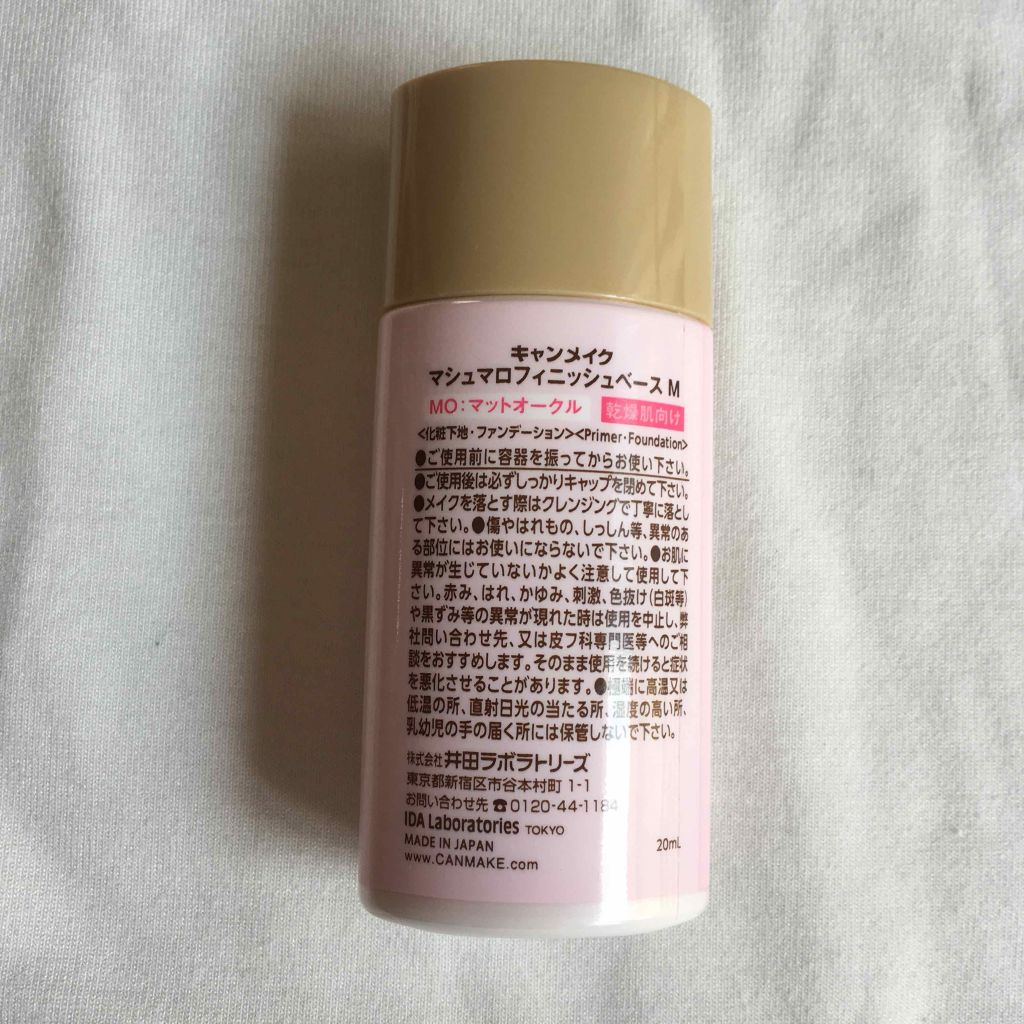 キャンメイク
マシュマロフィニッシュベース M
MO：マットオークル 乾燥肌向け
<化粧下地・ファンデーション><Primer・Foundation>
●ご使用前に容器を振ってからお使い下さい。
●ご使用後は必ずしっかりキャップを閉めて下さい。
●メイクを落とす際はクレンジングで丁寧に落とし
て下さい。●傷やはれもの、しっしん等、異常のあ
る部位にはお使いにならないで下さい。●お肌に
異常が生じていないかよく注意して使用して下
さい。赤み、はれ、かゆみ、刺激、色抜け(白斑等)
や黒ずみ等の異常が現れた時は使用を中止し、弊
社問い合わせ先、又は皮フ科専門医等へのご相
談をおすすめします。そのまま使用を続けると症状
を悪化させることがあります。●極端に高温又は
低温の所、直射日光の当たる所、湿度の高い所、
乳幼児の手の届く所には保管しないで下さい。
株式会社 井田ラボラトリーズ
東京都新宿区市谷本村町 1-1
お問い合わせ先 ☎0120-44-1184
IDA Laboratories TOKYO
MADE IN JAPAN 20mL
www.CANMAKE.com